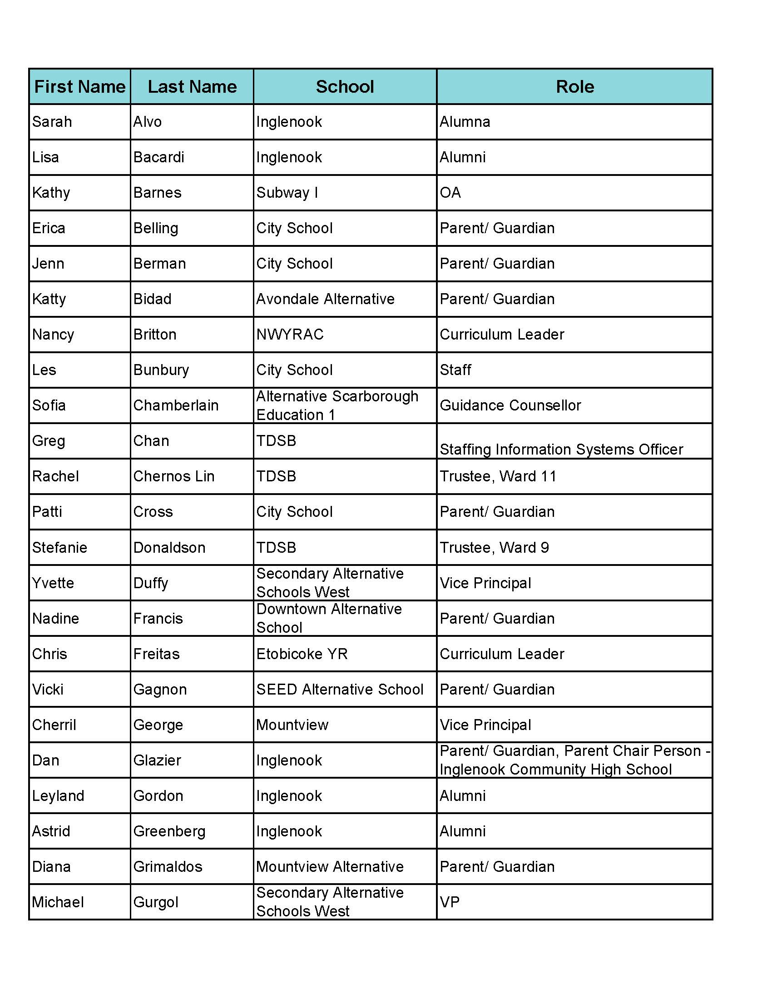 First Name Last Name School Role
Sarah Alvo Inglenook Alumna
Lisa Bacardi Inglenook Alumni
Kathy Barnes Subway I OA
Erica Belling City School Parent/ Guardian
Jenn Berman City School Parent/ Guardian
Katty Bidad Avondale Alternative Parent/ Guardian
Nancy Britton NWYRAC Curriculum Leader
Les Bunbury City School Staff
Sofia Chamberlain Alternative Scarborough
Education 1 Guidance Counsellor
Greg Chan TDSB Staffing Information Systems Officer
Rachel Chernos Lin TDSB Trustee, Ward 11
Patti Cross City School Parent/ Guardian
Stefanie Donaldson TDSB Trustee, Ward 9
Yvette Duffy Secondary Alternative
Schools West Vice Principal
Nadine Francis Downtown Alternative
School Parent/ Guardian
Chris Freitas Etobicoke YR Curriculum Leader
Vicki Gagnon SEED Alternative School Parent/ Guardian
Cherril George Mountview Vice Principal
Dan Glazier Inglenook Parent/ Guardian, Parent Chair Person -
Inglenook Community High School
Leyland Gordon Inglenook Alumni
Astrid Greenberg Inglenook Alumni
Diana Grimaldos Mountview Alternative Parent/ Guardian
Michael Gurgol Secondary Alternative
Schools West VP